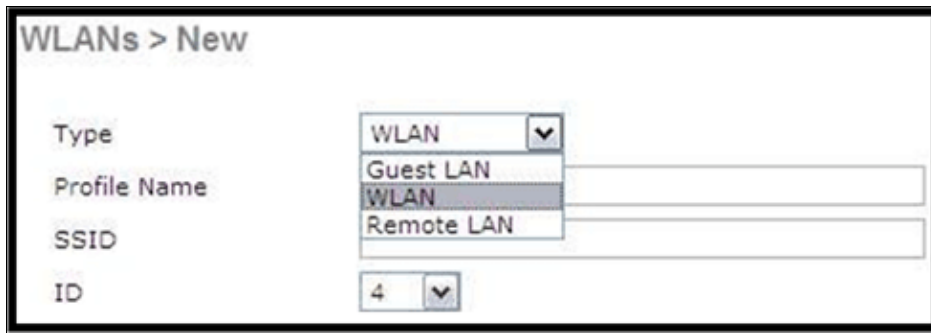 WLANs > New
Type WLAN
Guest LAN
Profile Name
WLAN
Remote LAN
SSID
ID 4